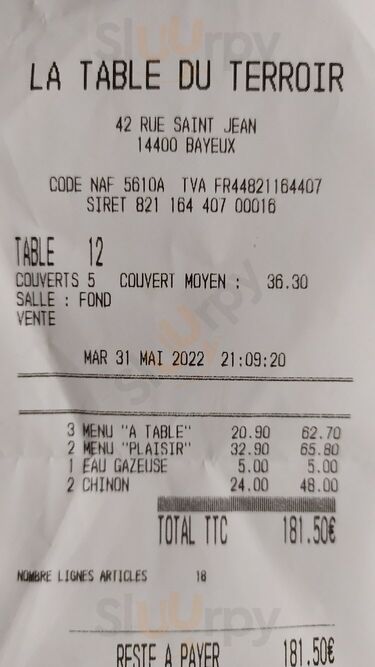 Sluurpy
LA TABLE DU TERROIR
42 RUE SAINT JEAN
14400 BAYEUX
CODE NAF 5610A TVA FR44821164407
SIRET 821 164 407 00016
TABLE 12
COUVERTS 5 COUVERT MOYEN : 36.30
SALLE : FOND
VENTE
Sluurpy
MAR 31 MAI 2022 21:09:20
3 MENU "A TABLE" 20.90 62.70
2 MENU "PLAISIR" 32.90 65.80
1 EAU GAZEUSE 5.00 5.00
2 CHINON 24.00 48.00
TOTAL TTC 181.50€
NOMBRE LIGNES ARTICLES 18
Sluurpy
RESTE A PAYER 181.50€